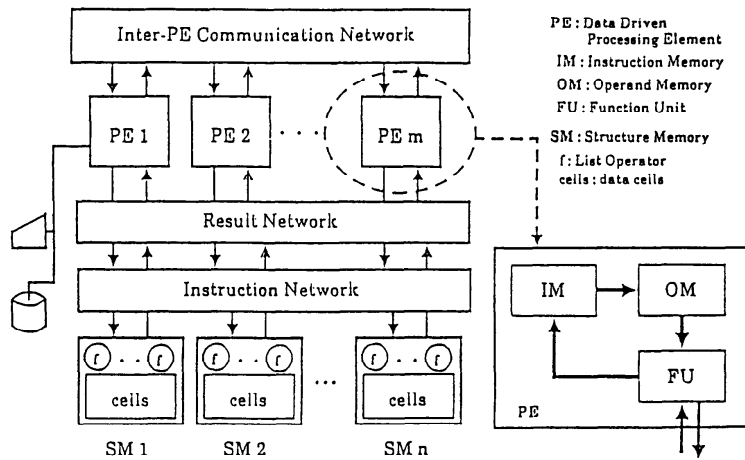 Inter-PE Communication Network
PE 1
PE 2
· · ·
PE m
Result Network
Instruction Network
f · · f
f · · f
f · · f
cells
cells
...
cells
SM 1
SM 2
SM n
PE : Data Driven
Processing Element
IM : Instruction Memory
OM : Operand Memory
FU : Function Unit
SM : Structure Memory
f : List Operator
cells : data cells
IM
OM
FU
PE